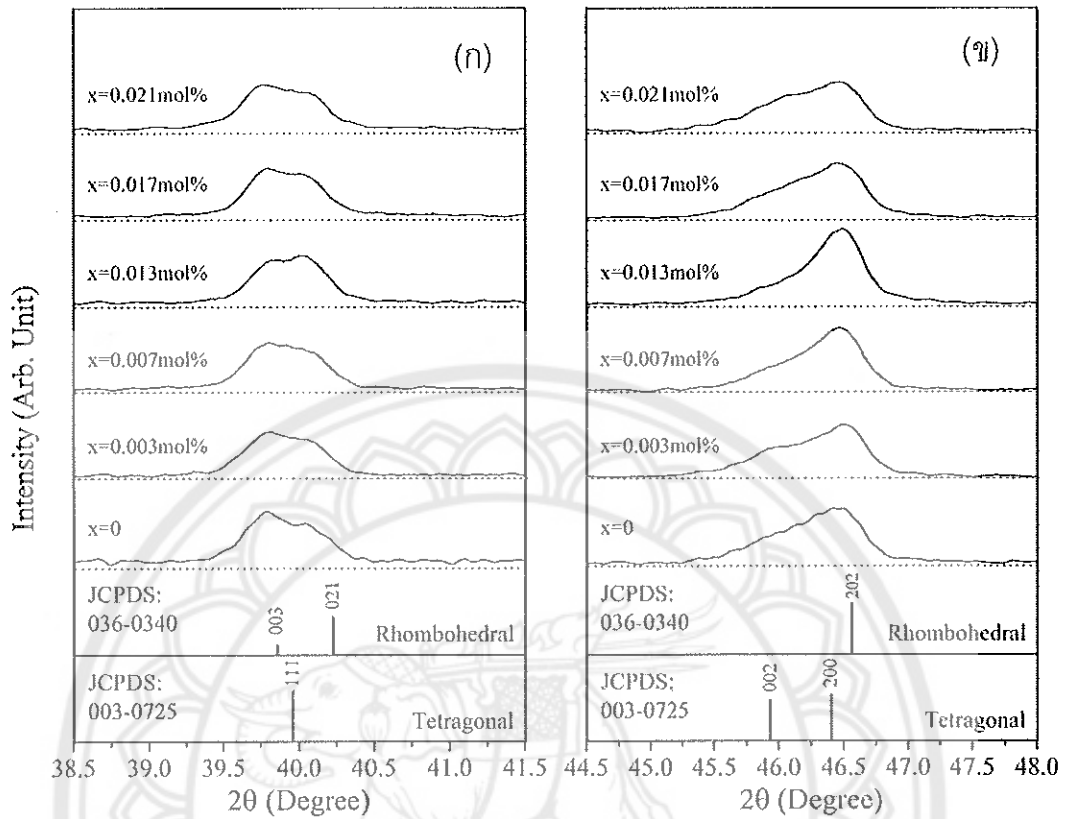 Intensity (Arb. Unit)
(ก)
x=0.021mol%
x=0.017mol%
x=0.013mol%
x=0.007mol%
x=0.003mol%
x=0
JCPDS:
036-0340
003
021
Rhombohedral
JCPDS:
003-0725
111
Tetragonal
38.5 39.0 39.5 40.0 40.5 41.0 41.5
2θ (Degree)
(ข)
x=0.021mol%
x=0.017mol%
x=0.013mol%
x=0.007mol%
x=0.003mol%
x=0
JCPDS:
036-0340
202
Rhombohedral
JCPDS:
003-0725
002
200
Tetragonal
44.5 45.0 45.5 46.0 46.5 47.0 47.5 48.0
2θ (Degree)